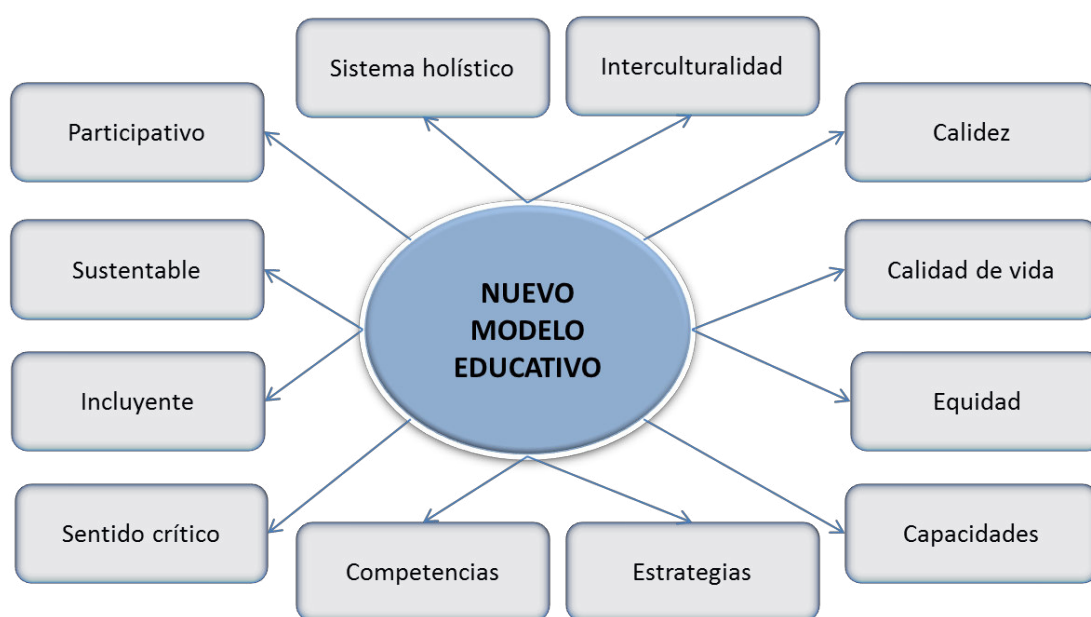 Sistema holístico
Interculturalidad
Participativo
Calidez
Sustentable
Calidad de vida
NUEVO
MODELO
EDUCATIVO
Incluyente
Equidad
Sentido crítico
Capacidades
Competencias
Estrategias